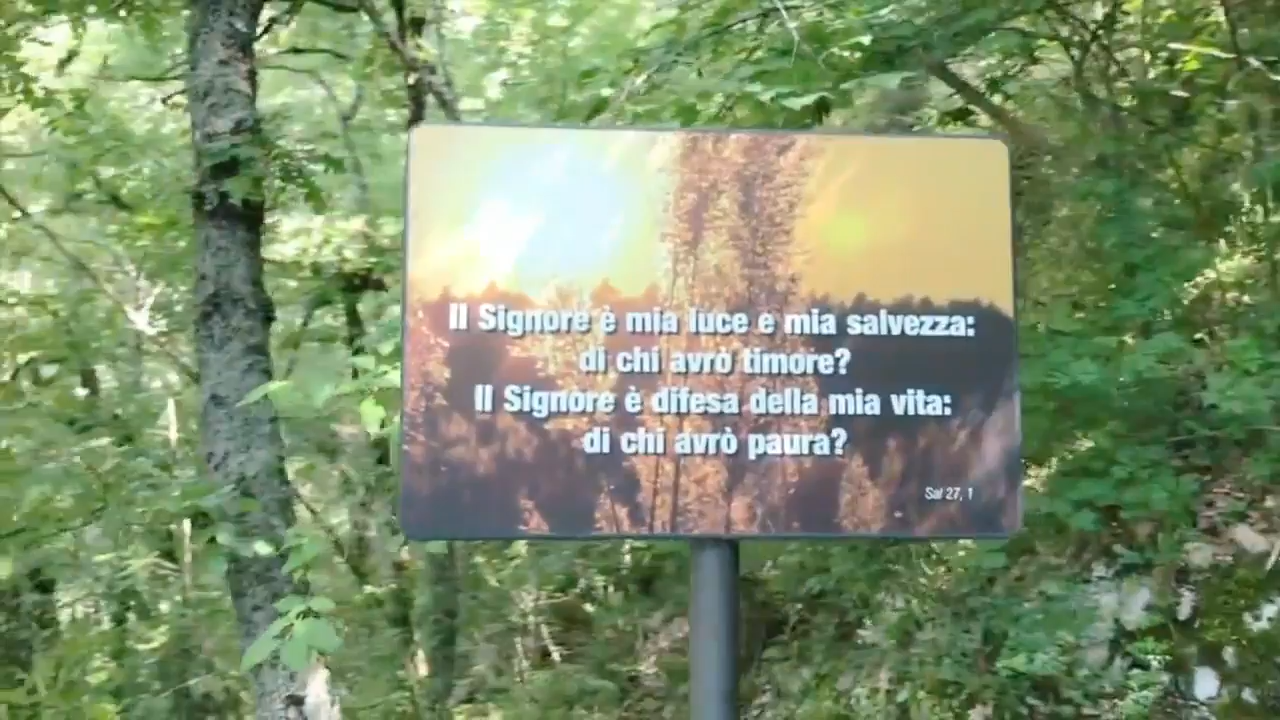 Il Signore è mia luce e mia salvezza:
di chi avrò timore?
Il Signore è difesa della mia vita:
di chi avrò paura?
Sal 27, 1